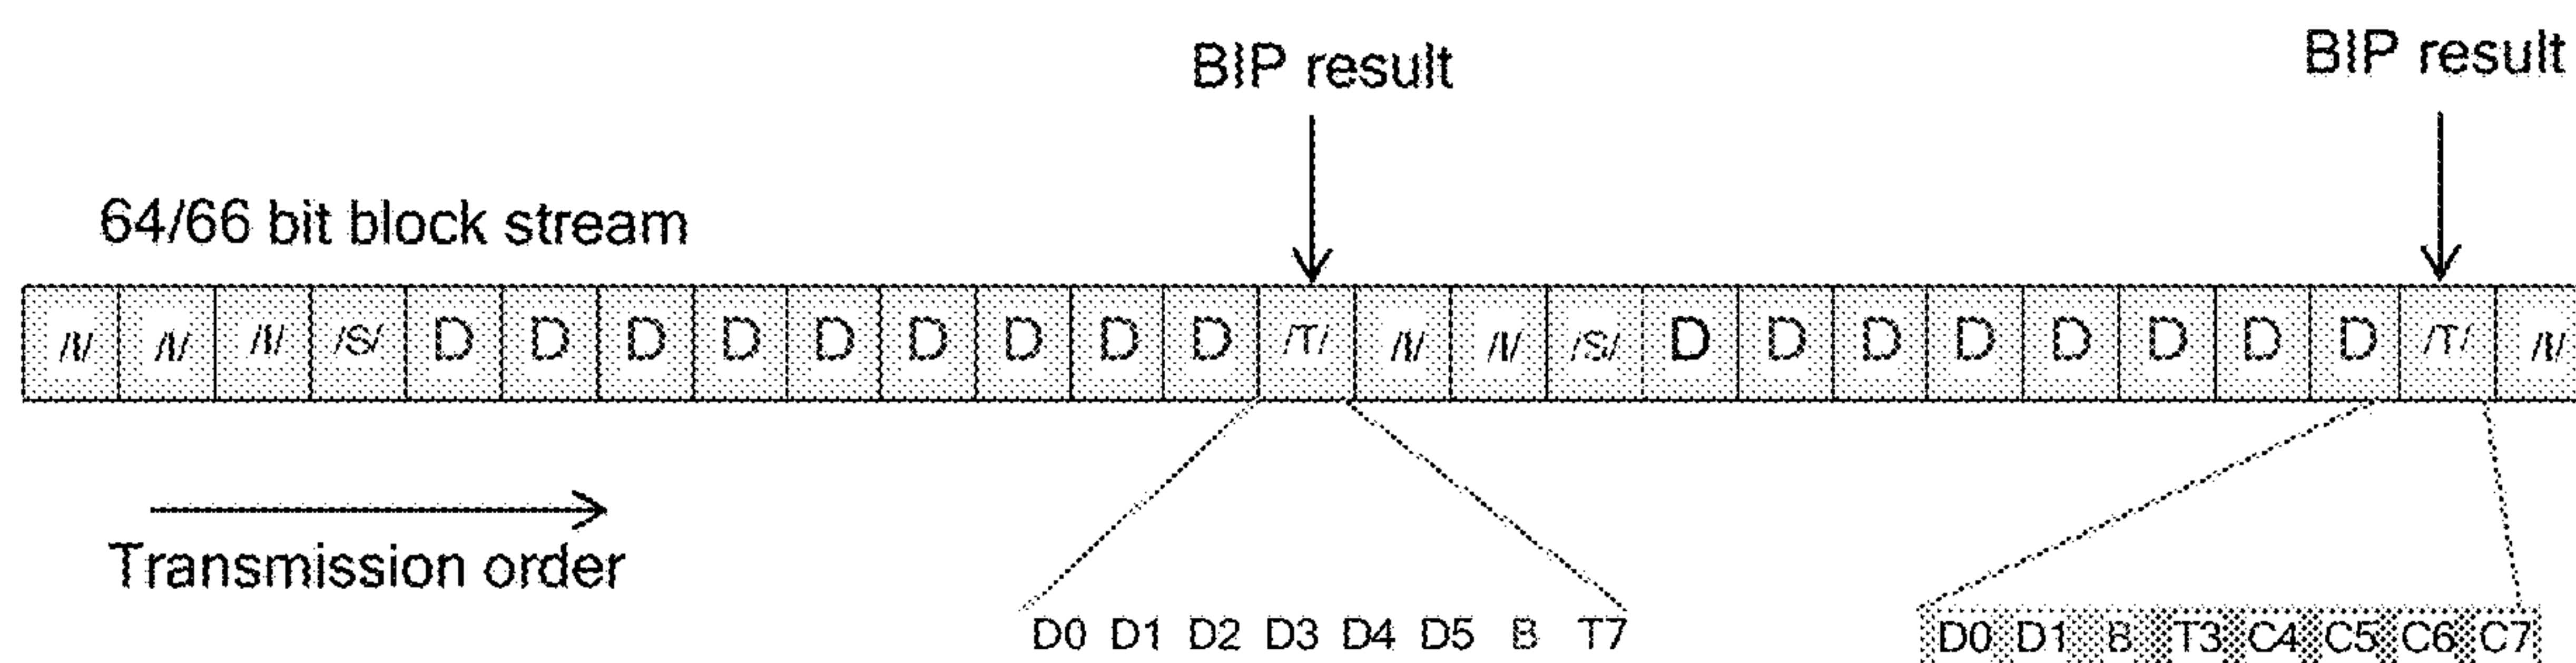 BIP result
BIP result
64/66 bit block stream
/I/ /I/ /I/ /S/ D D D D D D D D D /T/ /I/ /I/ /S/ D D D D D D D D /T/ /I/
Transmission order
D0 D1 D2 D3 D4 D5 B T7
D0 D1 B T3 C4 C5 C6 C7